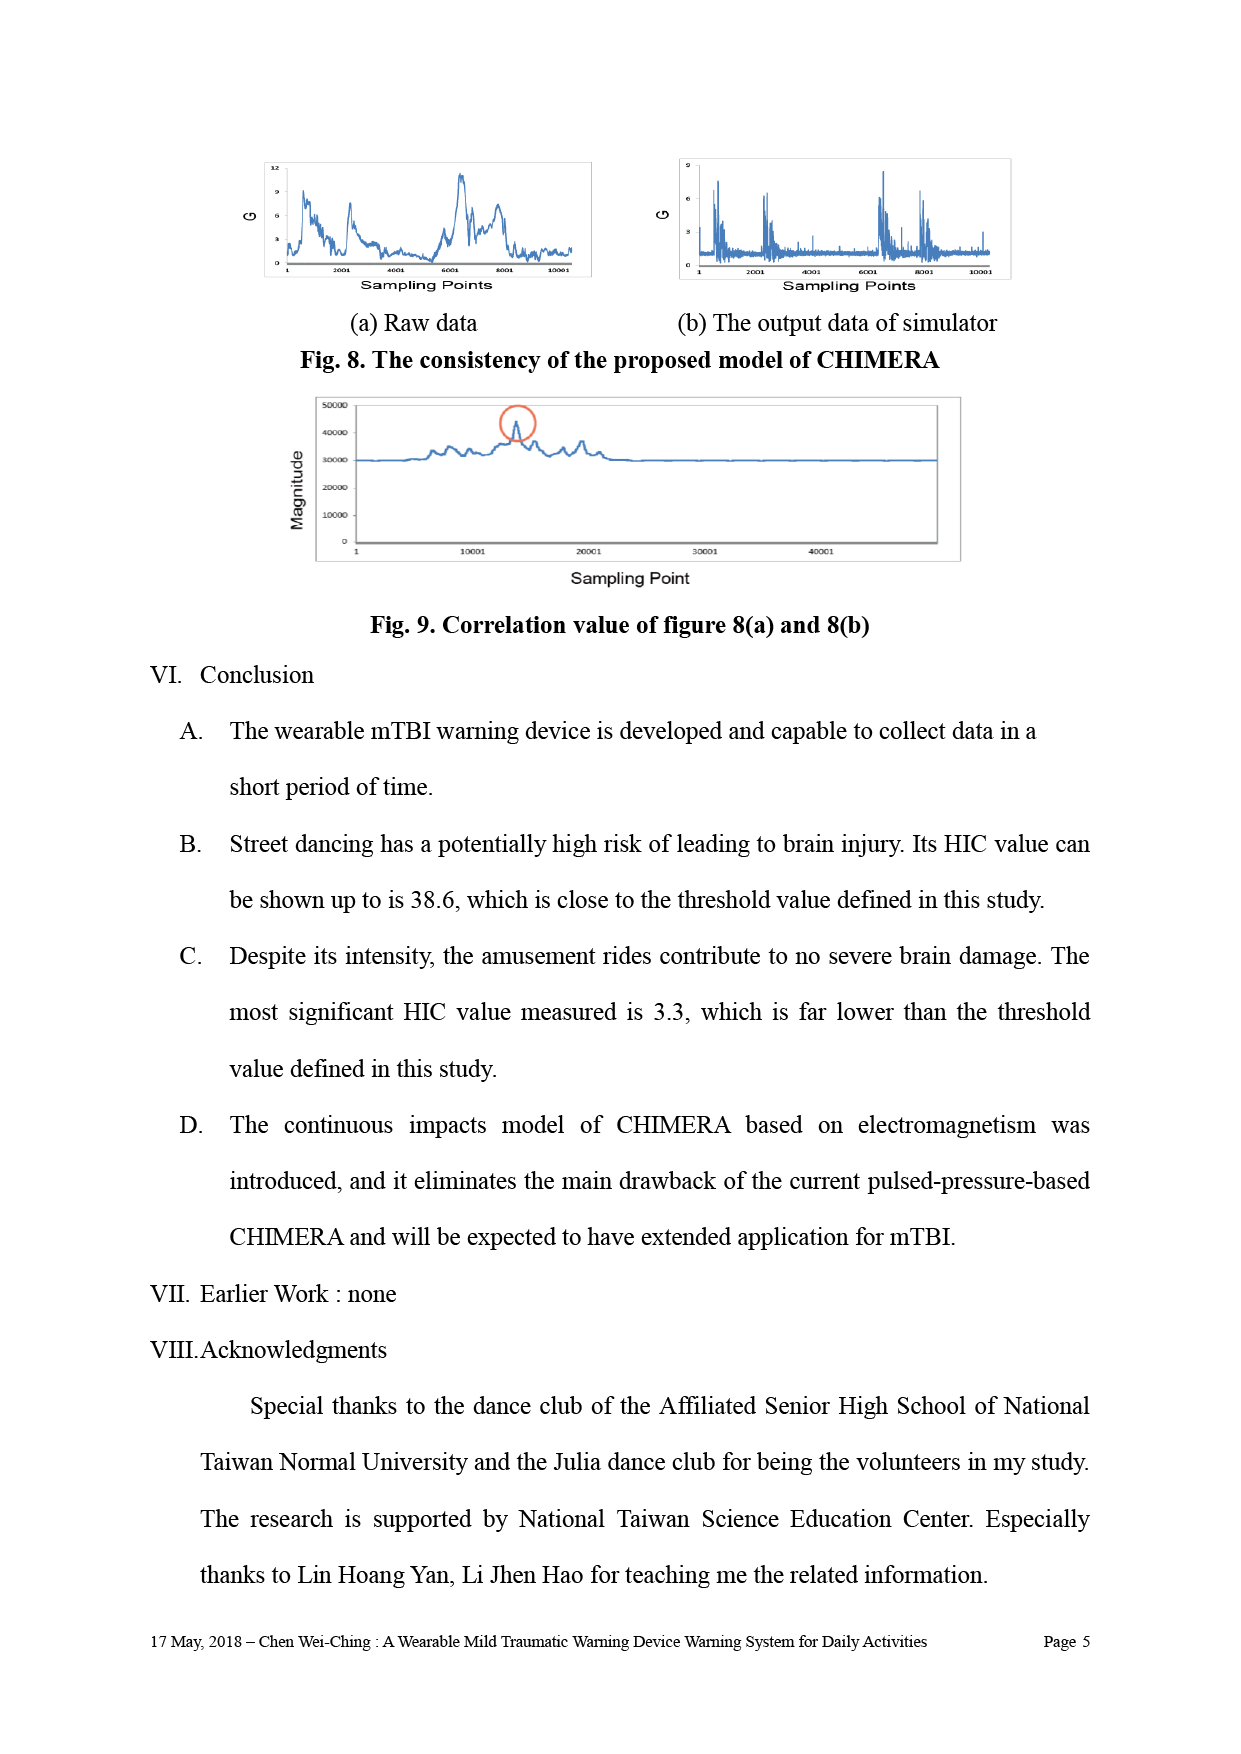 12
9
6
3
0
G
1 2001 4001 6001 8001 10001
Sampling Points
9
6
3
0
G
1 2001 4001 6001 8001 10001
Sampling Points
(a) Raw data
(b) The output data of simulator
Fig. 8. The consistency of the proposed model of CHIMERA
50000
40000
30000
20000
10000
0
Magnitude
1 10001 20001 30001 40001
Sampling Point
Fig. 9. Correlation value of figure 8(a) and 8(b)
VI. Conclusion
A. The wearable mTBI warning device is developed and capable to collect data in a
short period of time.
B. Street dancing has a potentially high risk of leading to brain injury. Its HIC value can
be shown up to is 38.6, which is close to the threshold value defined in this study.
C. Despite its intensity, the amusement rides contribute to no severe brain damage. The
most significant HIC value measured is 3.3, which is far lower than the threshold
value defined in this study.
D. The continuous impacts model of CHIMERA based on electromagnetism was
introduced, and it eliminates the main drawback of the current pulsed-pressure-based
CHIMERA and will be expected to have extended application for mTBI.
VII. Earlier Work : none
VIII.Acknowledgments
Special thanks to the dance club of the Affiliated Senior High School of National
Taiwan Normal University and the Julia dance club for being the volunteers in my study.
The research is supported by National Taiwan Science Education Center. Especially
thanks to Lin Hoang Yan, Li Jhen Hao for teaching me the related information.
17 May, 2018 – Chen Wei-Ching : A Wearable Mild Traumatic Warning Device Warning System for Daily Activities Page 5